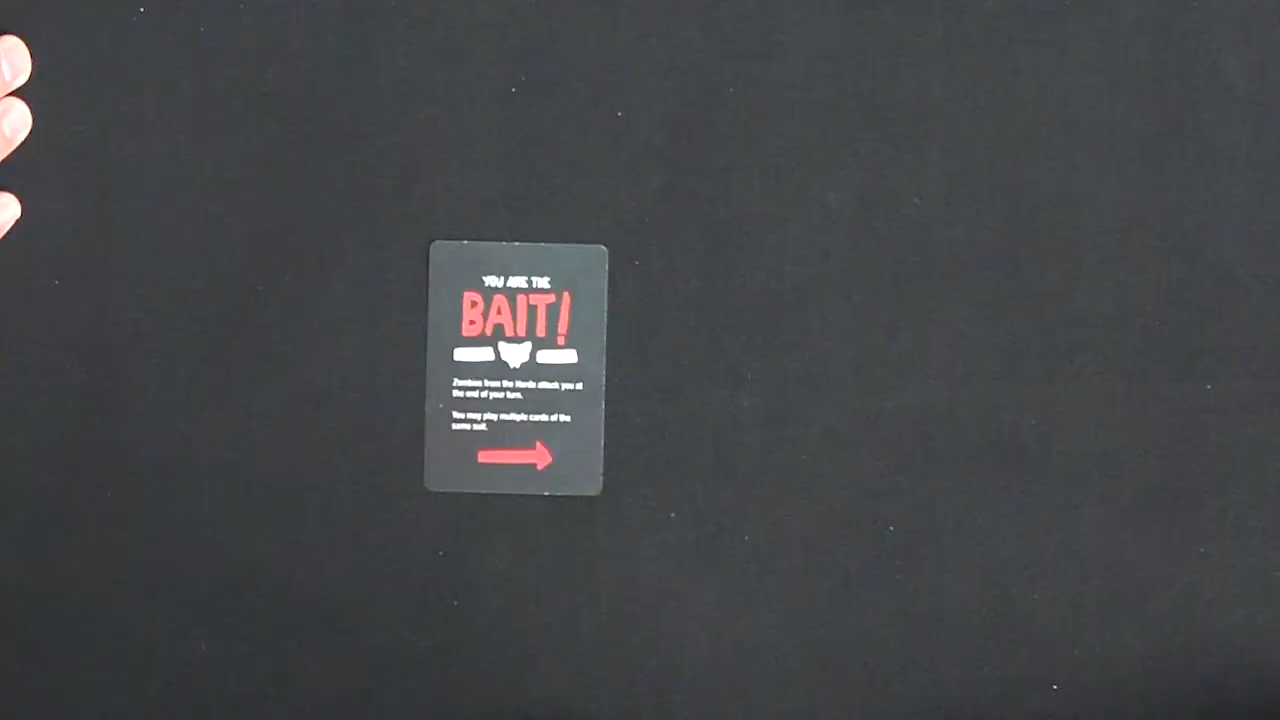 YOU ARE THE
BAIT!
Zombies from the Horde attack you at
the end of your turn.
You may play multiple cards of the
same suit.